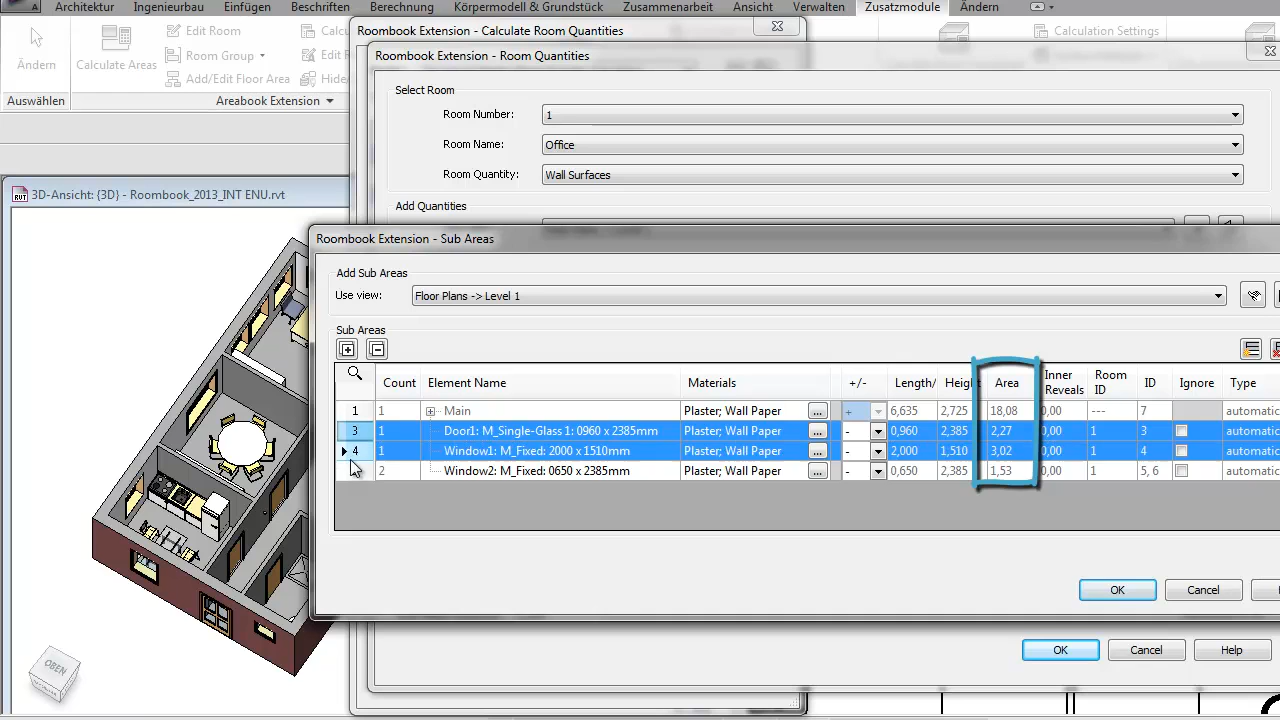 Architektur Ingenieurbau Einfügen Beschriften Berechnung Körpermodell & Grundstück Zusammenarbeit Ansicht Verwalten Zusatzmodule Ändern
Roombook Extension - Calculate Room Quantities
Edit Room
Calculation Settings
Roombook Extension - Room Quantities
Room Group
Ändern
Calculate Areas
Add/Edit Floor Area
Auswählen
Areabook Extension
Select Room
Room Number: 1
Room Name: Office
Room Quantity: Wall Surfaces
Add Quantities
3D-Ansicht: {3D} - Roombook_2013_INT ENU.rvt
Roombook Extension - Sub Areas
Add Sub Areas
Use view: Floor Plans -> Level 1
Sub Areas
Count Element Name Materials +/- Length/ Area Inner Reveals Room ID ID Ignore Type
1 1 Main Plaster; Wall Paper ... + 6,635 2,725 18,08 0,00 --- 7 automatic
3 1 Door1: M_Single-Glass 1: 0960 x 2385mm Plaster; Wall Paper ... - 0,960 2,385 2,27 0,00 1 3 automatic
4 1 Window1: M_Fixed: 2000 x 1510mm Plaster; Wall Paper ... - 2,000 1,510 3,02 0,00 1 4 automatic
2 Window2: M_Fixed: 0650 x 2385mm Plaster; Wall Paper ... - 0,650 2,385 1,53 0,00 1 5, 6 automatic
OK Cancel
OK Cancel Help
OBEN